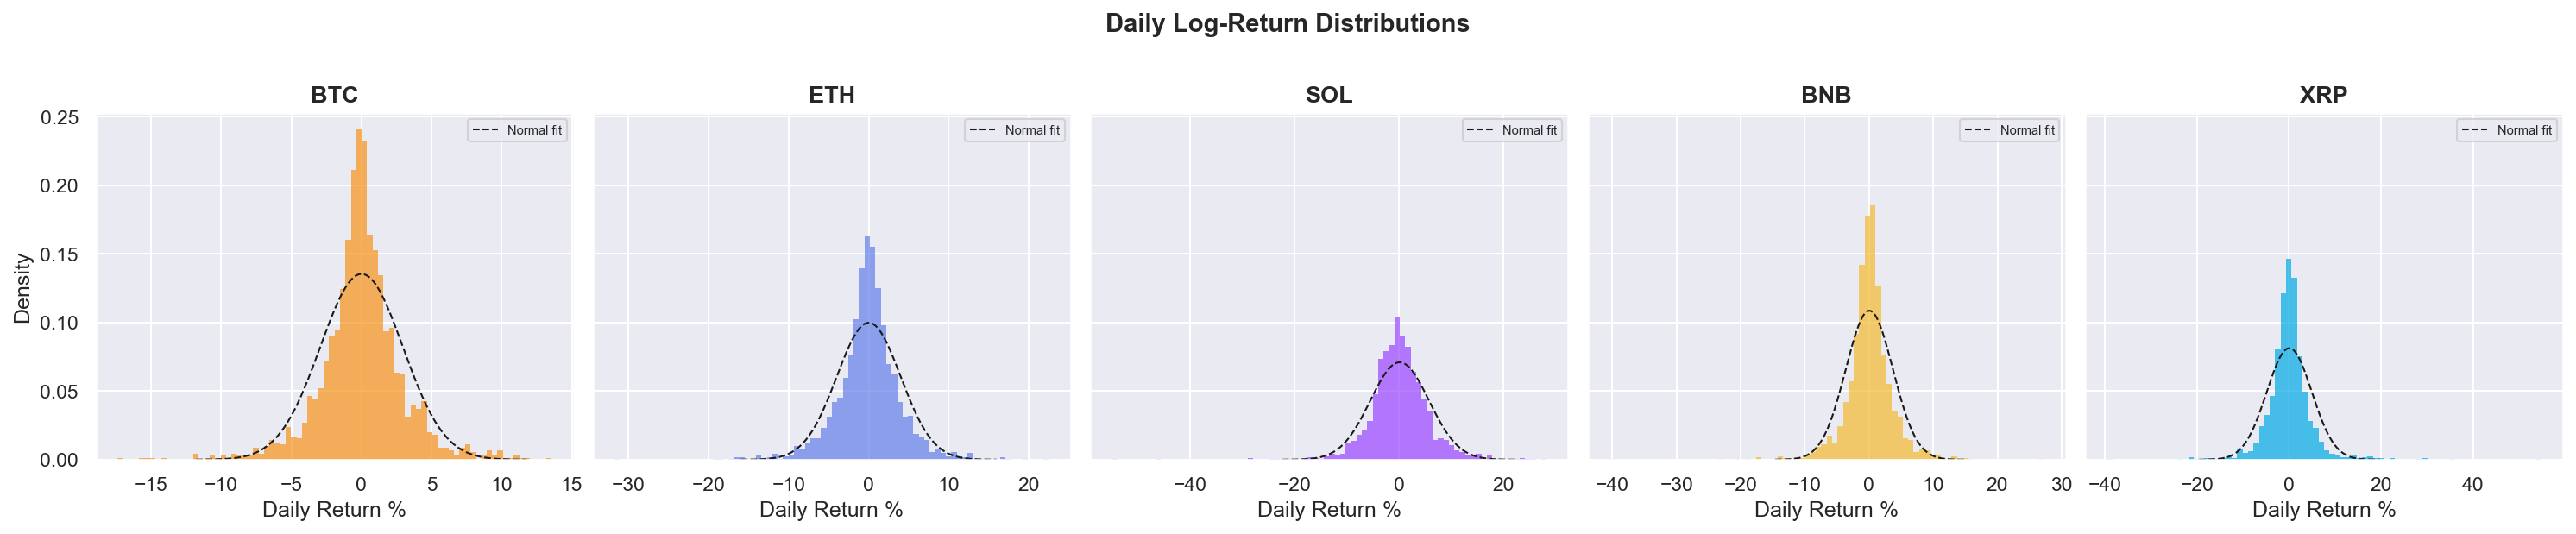 Daily Log-Return Distributions
BTC
ETH
SOL
BNB
XRP
Normal fit
Normal fit
Normal fit
Normal fit
Normal fit
Density
0.25
0.20
0.15
0.10
0.05
0.00
−15 −10 −5 0 5 10 15
−30 −20 −10 0 10 20
−40 −20 0 20
−40 −30 −20 −10 0 10 20 30
−40 −20 0 20 40
Daily Return %
Daily Return %
Daily Return %
Daily Return %
Daily Return %